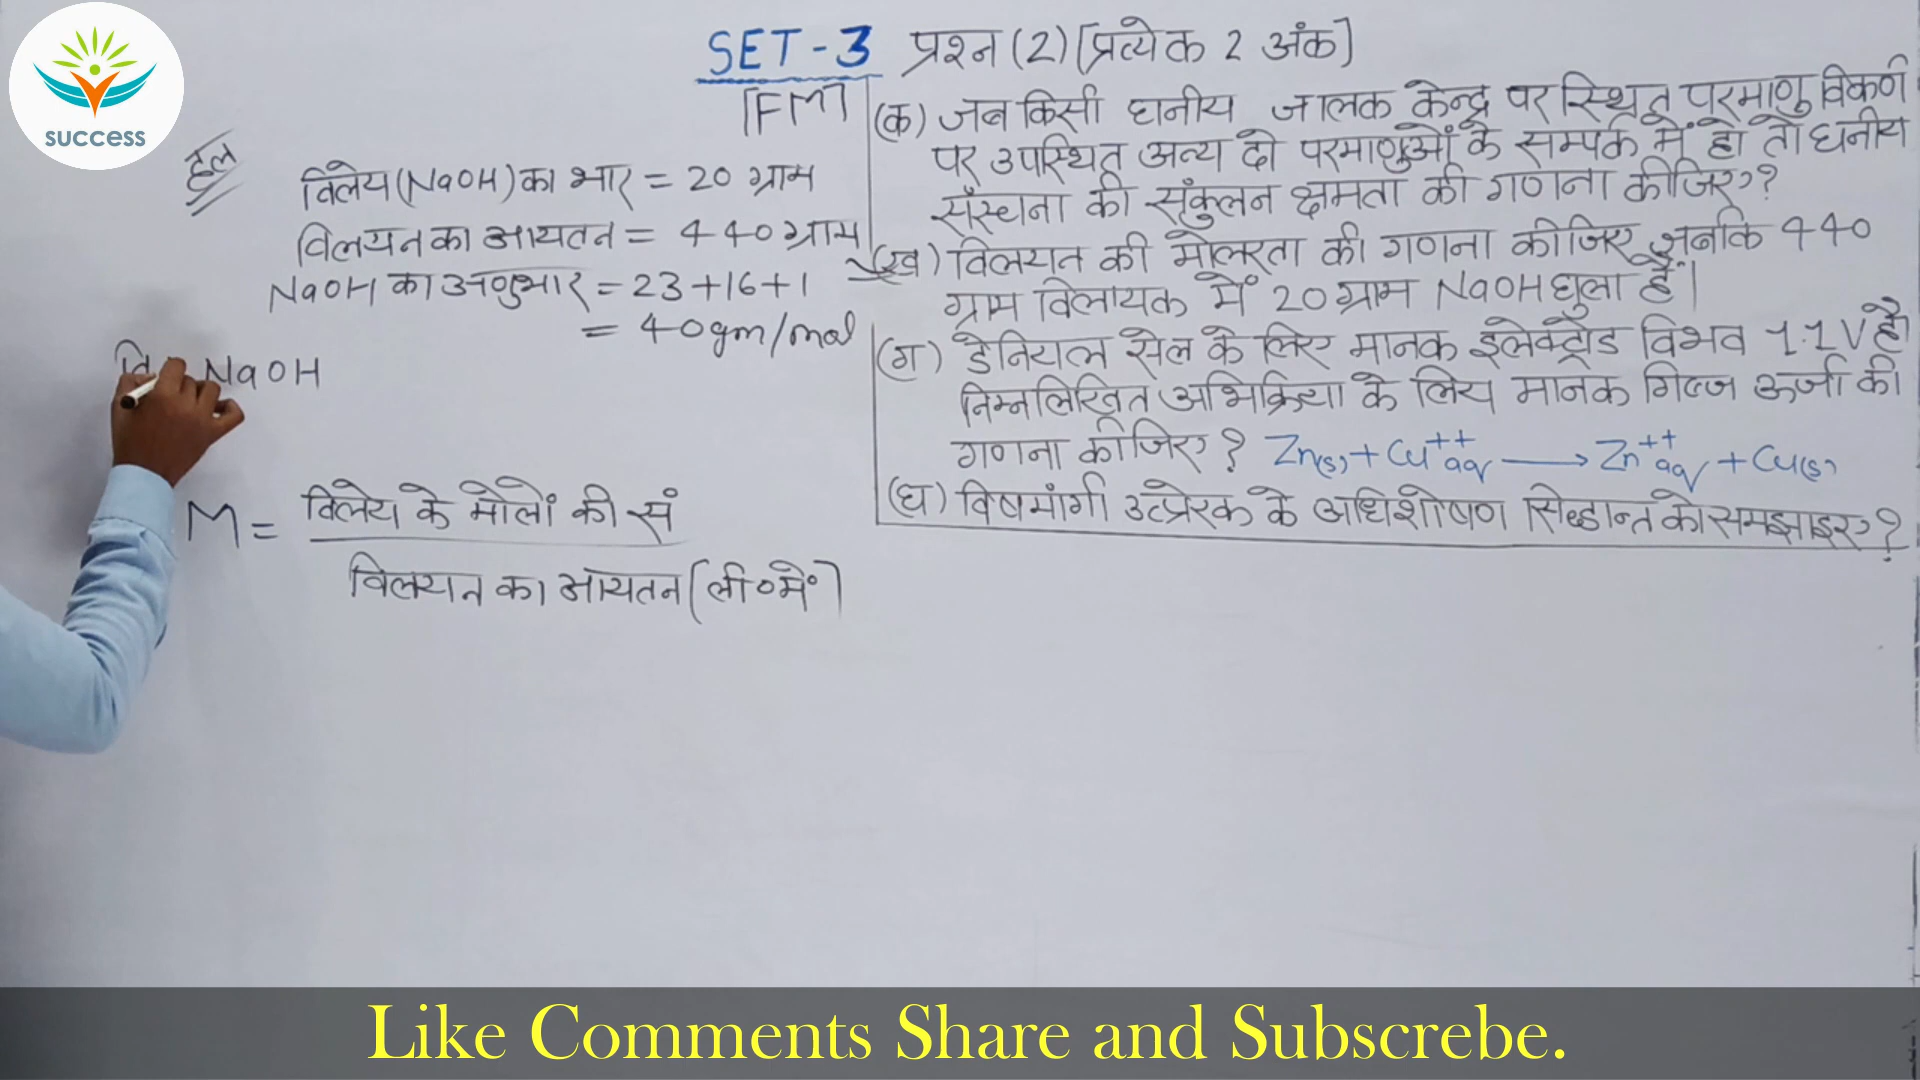 success
SET-3 प्रश्न (2) [प्रत्येक 2 अंक]
[FM]
(क) जब किसी घनीय जालक केन्द्र पर स्थित परमाणु विकर्ण
पर उपस्थित अन्य दो परमाणुओं के सम्पर्क में हो तो घनीय
संरचना की संकुलन क्षमता की गणना कीजिए?
(ख) विलयन की मोलरता की गणना कीजिए जबकि 440
ग्राम विलायक में 20 ग्राम NaOH घुला है।
(ग) डेनियल सेल के लिए मानक इलेक्ट्रोड विभव 1.1V है
निम्नलिखित अभिक्रिया के लिय मानक गिब्ज ऊर्जा की
गणना कीजिए? Zn(s) + Cu⁺⁺aq ⟶ Zn⁺⁺aq + Cu(s)
(घ) विषमांगी उत्प्रेरक के अधिशोषण सिद्धान्त को समझाइए?
हल
विलेय (NaOH) का भार = 20 ग्राम
विलयन का आयतन = 440 ग्राम
NaOH का अणुभार = 23+16+1
= 40gm/mol
वि NaOH
M = विलेय के मोलों की सं
विलयन का आयतन [ली०में०]
Like Comments Share and Subscrebe.